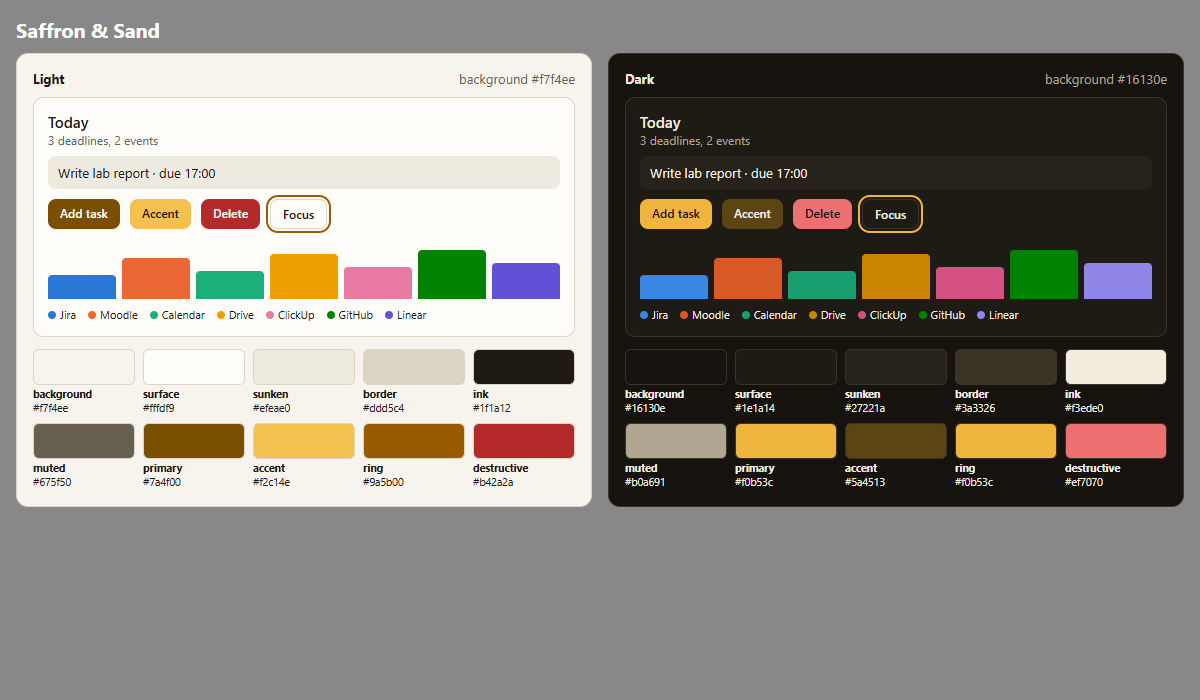 Saffron & Sand
Light
background #f7f4ee
Today
3 deadlines, 2 events
Write lab report · due 17:00
Add task
Accent
Delete
Focus
Jira
Moodle
Calendar
Drive
ClickUp
GitHub
Linear
background
#f7f4ee
surface
#fffdf9
sunken
#efeae0
border
#ddd5c4
ink
#1f1a12
muted
#675f50
primary
#7a4f00
accent
#f2c14e
ring
#9a5b00
destructive
#b42a2a
Dark
background #16130e
Today
3 deadlines, 2 events
Write lab report · due 17:00
Add task
Accent
Delete
Focus
Jira
Moodle
Calendar
Drive
ClickUp
GitHub
Linear
background
#16130e
surface
#1e1a14
sunken
#27221a
border
#3a3326
ink
#f3ede0
muted
#b0a691
primary
#f0b53c
accent
#5a4513
ring
#f0b53c
destructive
#ef7070